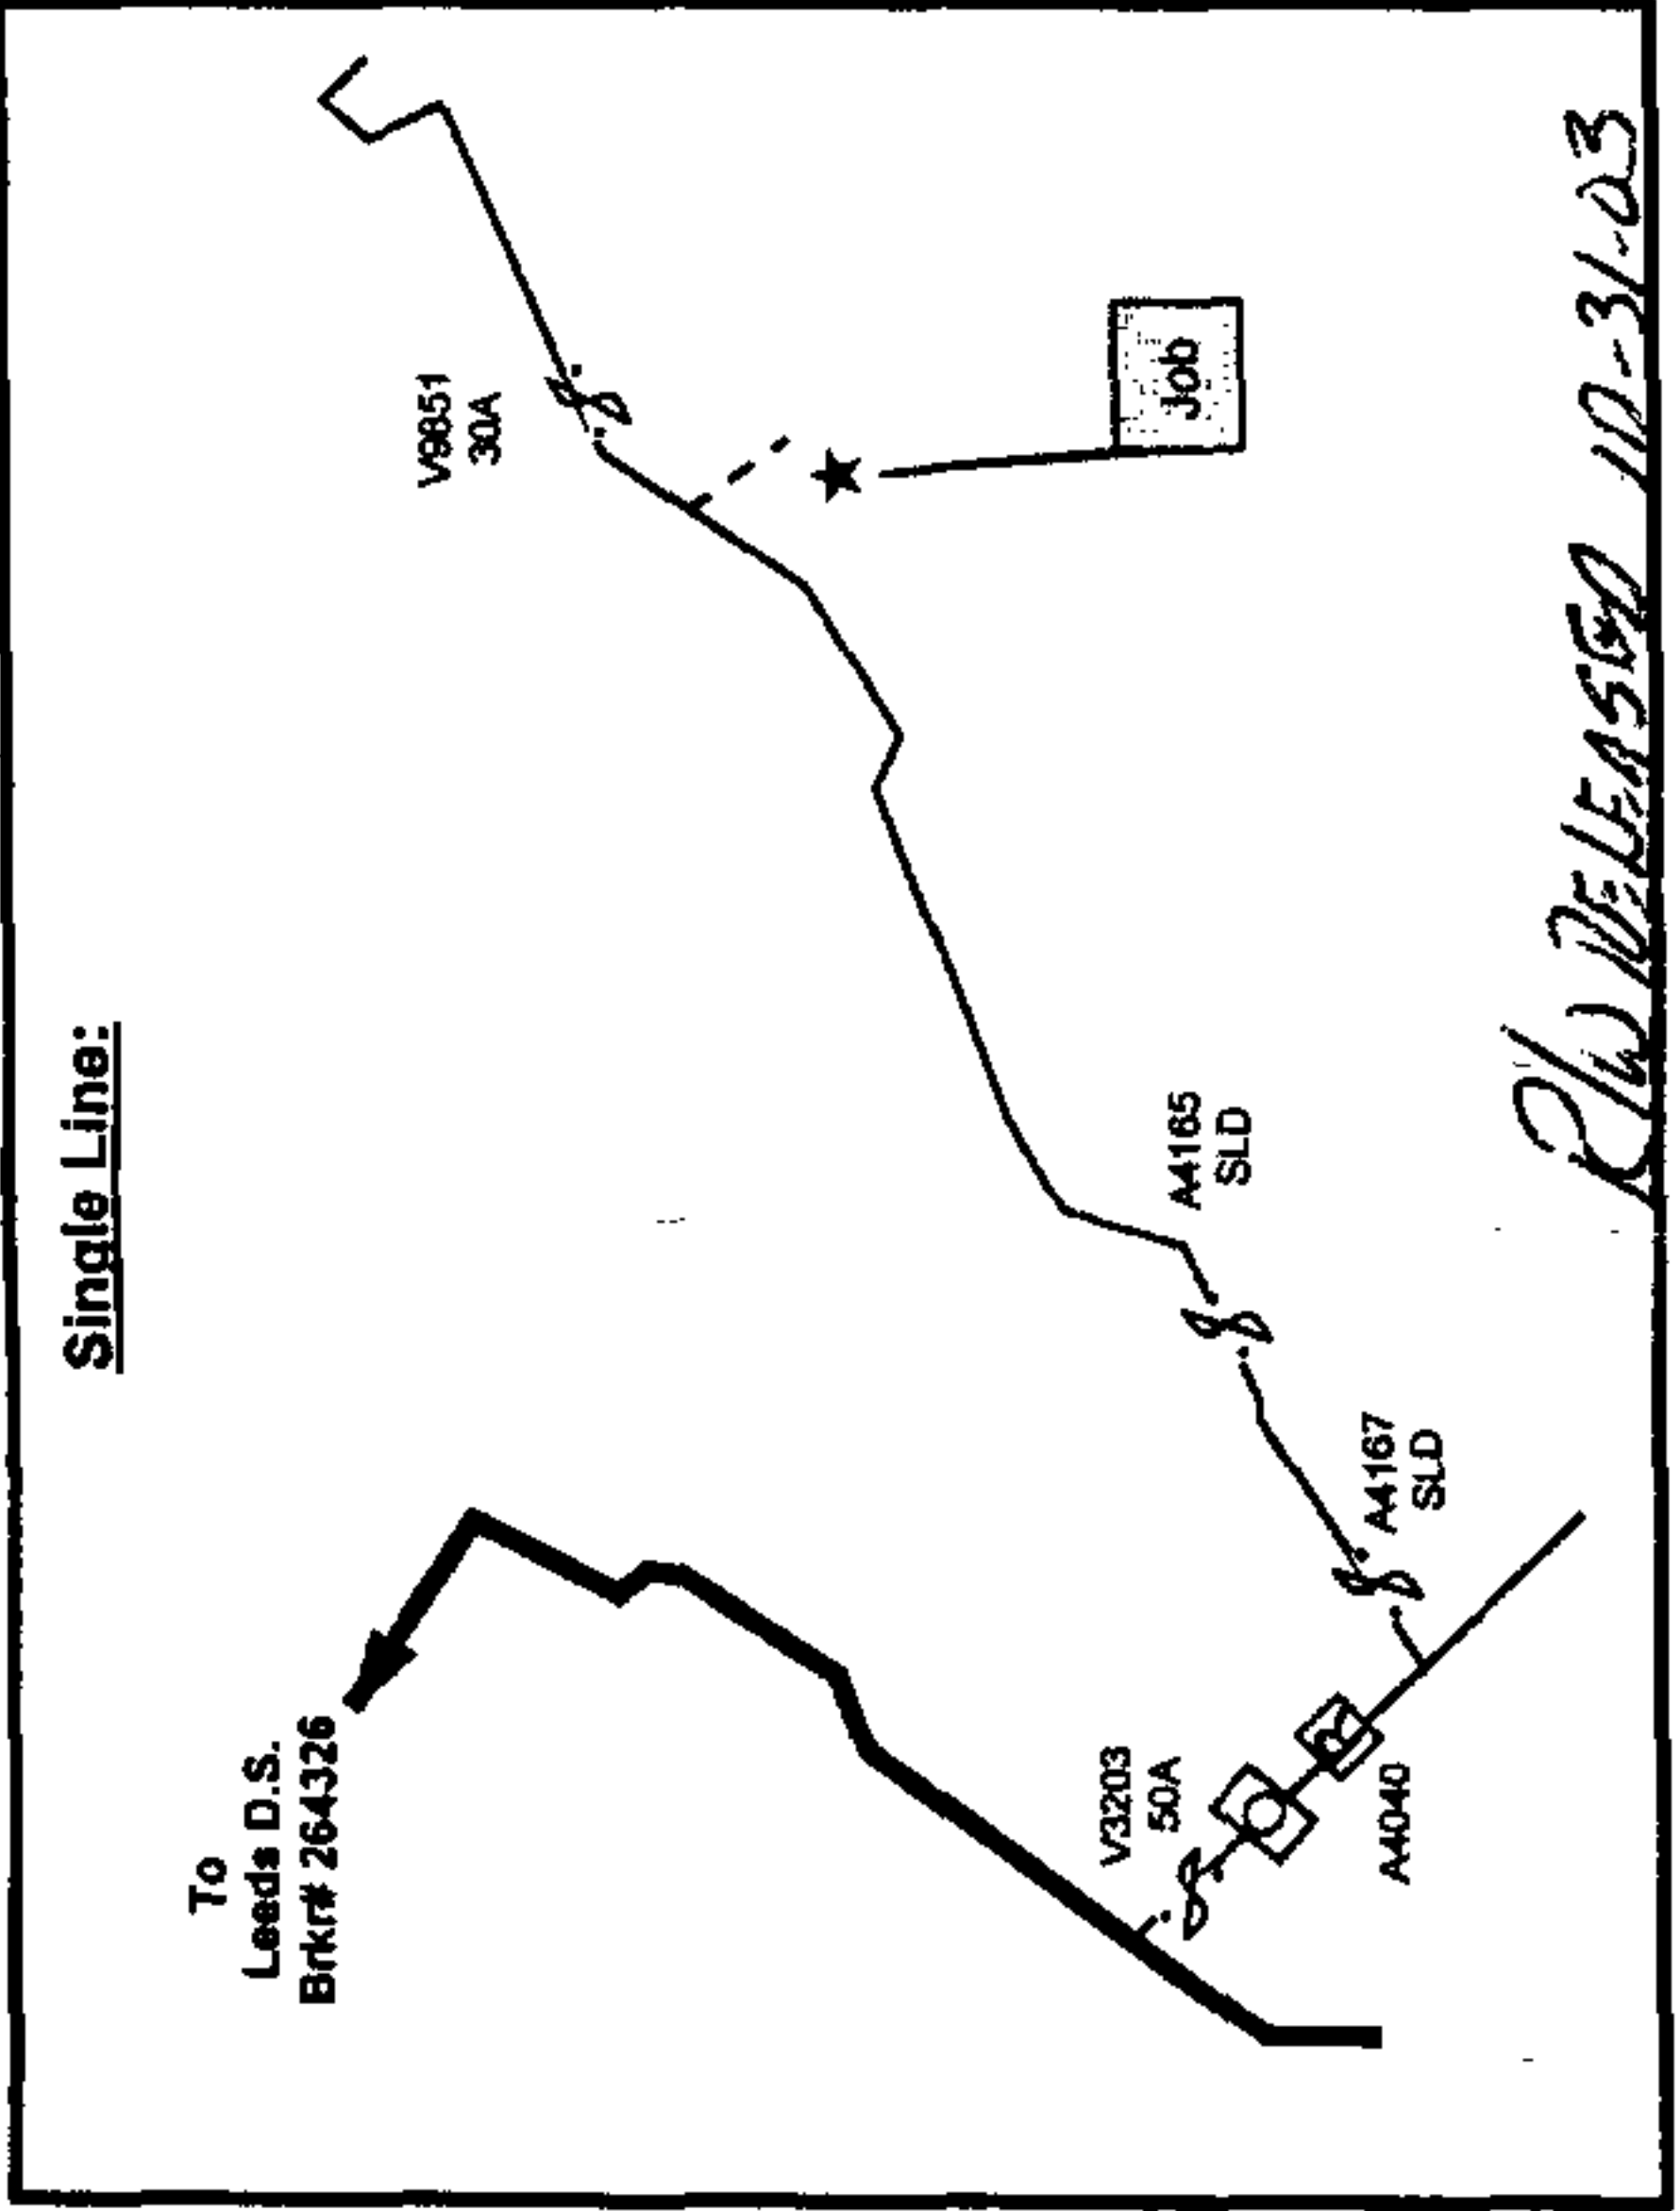 Single Line:
To
Leeds D.S.
Brkr# 264326
V9851
30A
Job
A4165
SLD
A4167
SLD
V3203
50A
A4040
10-31-03